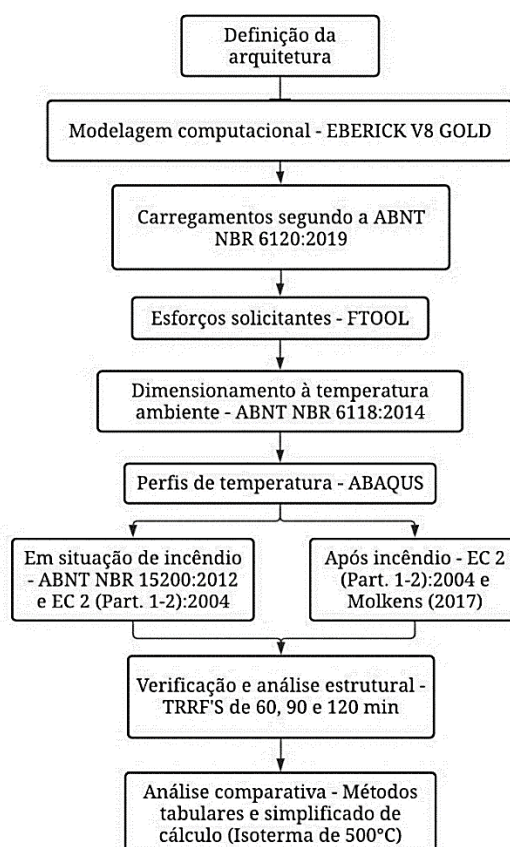 Definição da
arquitetura
Modelagem computacional - EBERICK V8 GOLD
Carregamentos segundo a ABNT
NBR 6120:2019
Esforços solicitantes - FTOOL
Dimensionamento à temperatura
ambiente - ABNT NBR 6118:2014
Perfis de temperatura - ABAQUS
Em situação de incêndio
- ABNT NBR 15200:2012
e EC 2 (Part. 1-2):2004
Após incêndio - EC 2
(Part. 1-2):2004 e
Molkens (2017)
Verificação e análise estrutural -
TRRF'S de 60, 90 e 120 min
Análise comparativa - Métodos
tabulares e simplificado de
cálculo (Isoterma de 500°C)